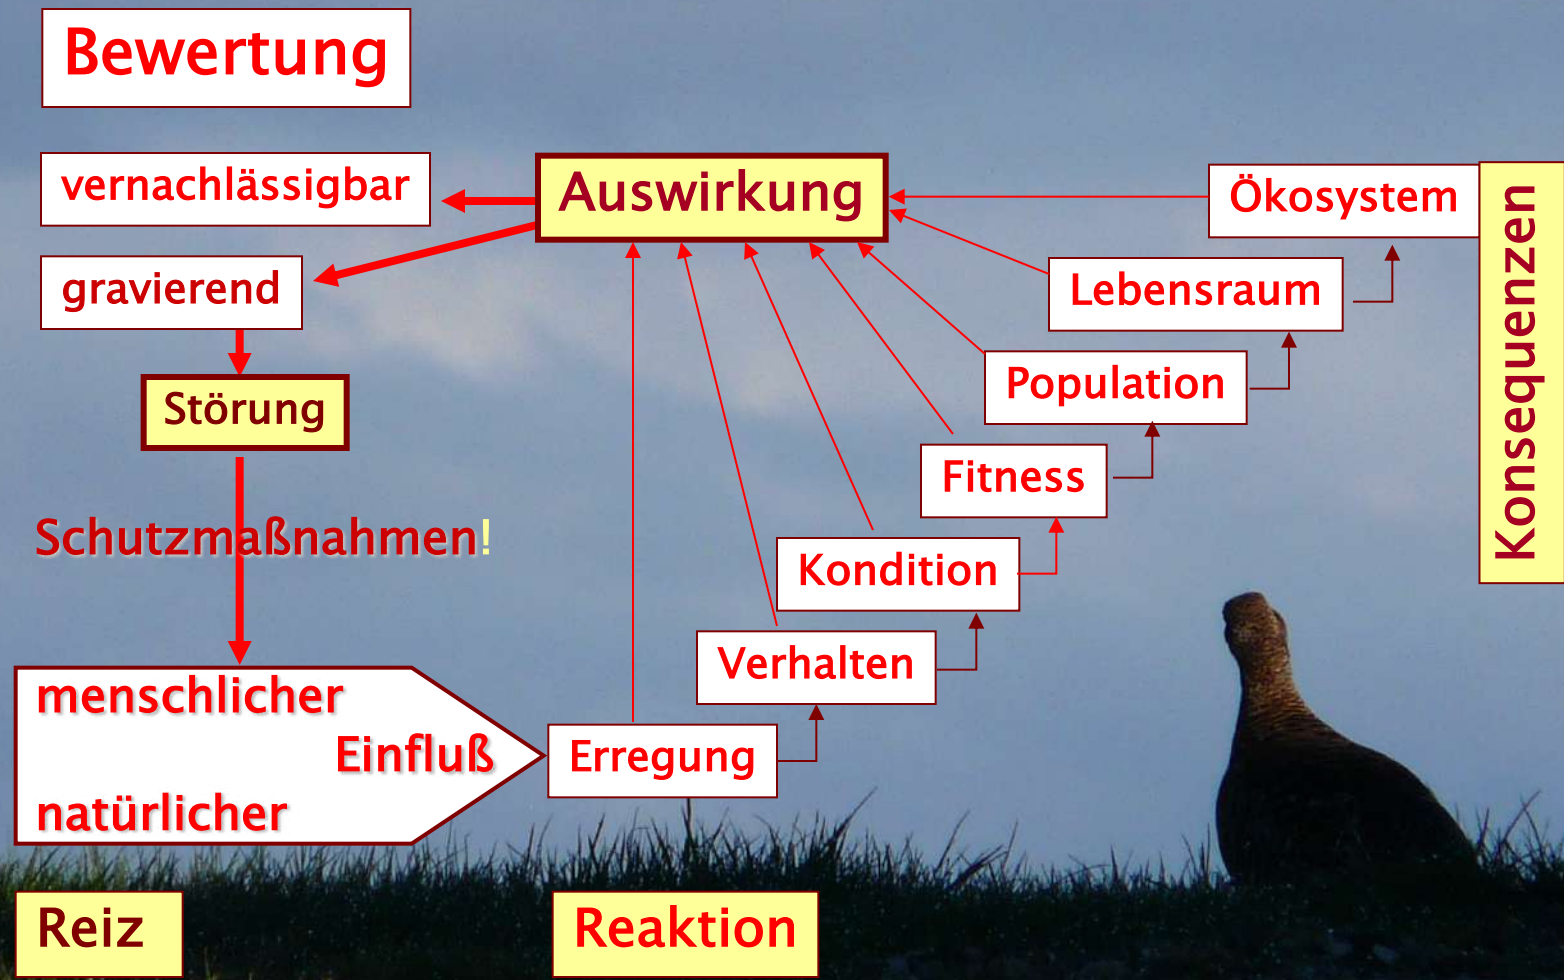 Bewertung
vernachlässigbar
Auswirkung
Ökosystem
Konsequenzen
gravierend
Lebensraum
Störung
Population
Fitness
Schutzmaßnahmen!
Kondition
Verhalten
menschlicher
Einfluß
natürlicher
Erregung
Reiz
Reaktion